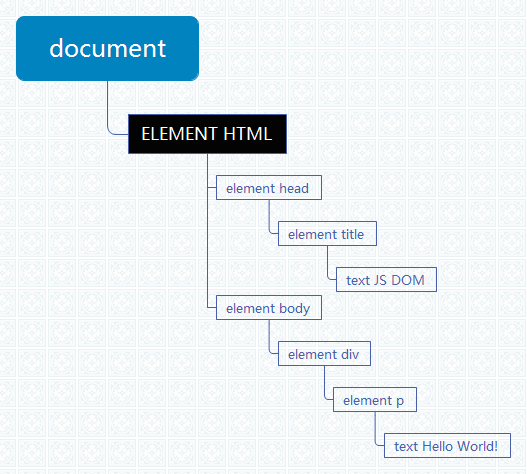 document
ELEMENT HTML
element head
element title
text JS DOM
element body
element div
element p
text Hello World!